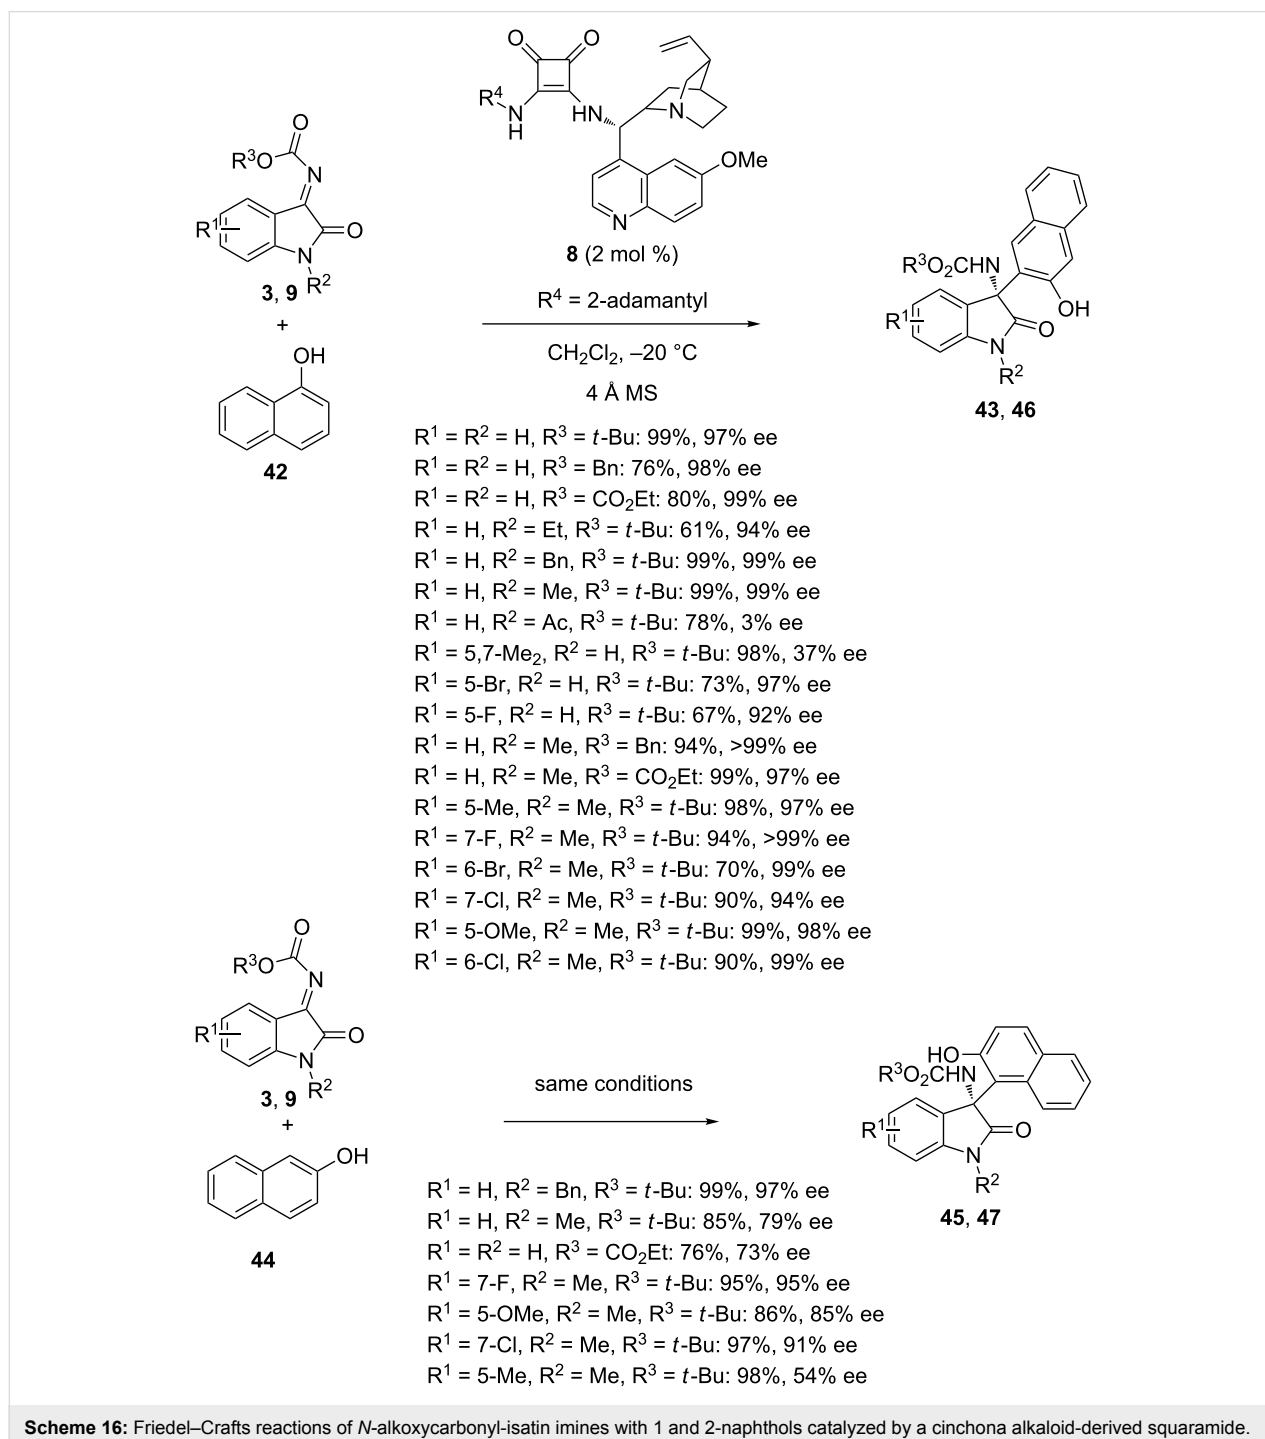 O O
R⁴
N
H
HN
N
OMe
N
8 (2 mol %)
R⁴ = 2-adamantyl
CH₂Cl₂, –20 °C
4 Å MS
O
R³O
N
R¹
O
N
R²
3, 9
+
OH
42
R³O₂CHN
OH
R¹
O
N
R²
43, 46
R¹ = R² = H, R³ = t-Bu: 99%, 97% ee
R¹ = R² = H, R³ = Bn: 76%, 98% ee
R¹ = R² = H, R³ = CO₂Et: 80%, 99% ee
R¹ = H, R² = Et, R³ = t-Bu: 61%, 94% ee
R¹ = H, R² = Bn, R³ = t-Bu: 99%, 99% ee
R¹ = H, R² = Me, R³ = t-Bu: 99%, 99% ee
R¹ = H, R² = Ac, R³ = t-Bu: 78%, 3% ee
R¹ = 5,7-Me₂, R² = H, R³ = t-Bu: 98%, 37% ee
R¹ = 5-Br, R² = H, R³ = t-Bu: 73%, 97% ee
R¹ = 5-F, R² = H, R³ = t-Bu: 67%, 92% ee
R¹ = H, R² = Me, R³ = Bn: 94%, >99% ee
R¹ = H, R² = Me, R³ = CO₂Et: 99%, 97% ee
R¹ = 5-Me, R² = Me, R³ = t-Bu: 98%, 97% ee
R¹ = 7-F, R² = Me, R³ = t-Bu: 94%, >99% ee
R¹ = 6-Br, R² = Me, R³ = t-Bu: 70%, 99% ee
R¹ = 7-Cl, R² = Me, R³ = t-Bu: 90%, 94% ee
R¹ = 5-OMe, R² = Me, R³ = t-Bu: 99%, 98% ee
R¹ = 6-Cl, R² = Me, R³ = t-Bu: 90%, 99% ee
O
R³O
N
R¹
O
N
R²
3, 9
+
OH
44
same conditions
HO
R³O₂CHN
R¹
O
N
R²
45, 47
R¹ = H, R² = Bn, R³ = t-Bu: 99%, 97% ee
R¹ = H, R² = Me, R³ = t-Bu: 85%, 79% ee
R¹ = R² = H, R³ = CO₂Et: 76%, 73% ee
R¹ = 7-F, R² = Me, R³ = t-Bu: 95%, 95% ee
R¹ = 5-OMe, R² = Me, R³ = t-Bu: 86%, 85% ee
R¹ = 7-Cl, R² = Me, R³ = t-Bu: 97%, 91% ee
R¹ = 5-Me, R² = Me, R³ = t-Bu: 98%, 54% ee
Scheme 16: Friedel–Crafts reactions of N-alkoxycarbonyl-isatin imines with 1 and 2-naphthols catalyzed by a cinchona alkaloid-derived squaramide.